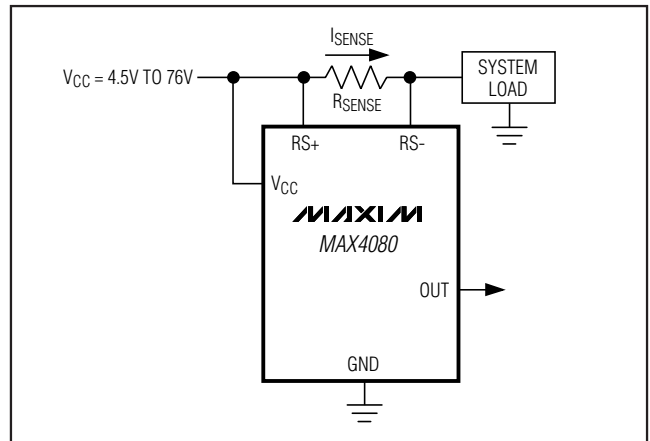 ISENSE
VCC = 4.5V TO 76V
RSENSE
SYSTEM
LOAD
RS+
RS-
VCC
MAXIM
MAX4080
OUT
GND